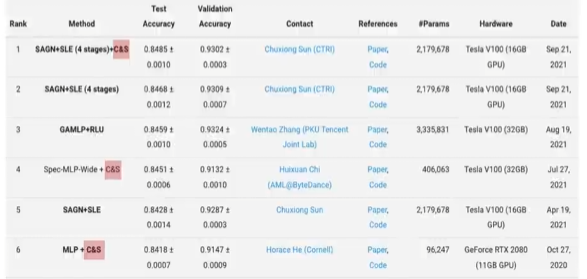 Rank Method Test Accuracy Validation Accuracy Contact References #Params Hardware Date
1 SAGN+SLE (4 stages)+C&S 0.8485 ± 0.0010 0.9302 ± 0.0003 Chuxiong Sun (CTRI) Paper, Code 2,179,678 Tesla V100 (16GB GPU) Sep 21, 2021
2 SAGN+SLE (4 stages) 0.8468 ± 0.0012 0.9309 ± 0.0007 Chuxiong Sun (CTRI) Paper, Code 2,179,678 Tesla V100 (16GB GPU) Sep 21, 2021
3 GAMLP+RLU 0.8459 ± 0.0010 0.9324 ± 0.0005 Wentao Zhang (PKU Tencent Joint Lab) Paper, Code 3,335,831 Tesla V100 (32GB) Aug 19, 2021
4 Spec-MLP-Wide + C&S 0.8451 ± 0.0006 0.9132 ± 0.0010 Huixuan Chi (AML@ByteDance) Paper, Code 406,063 Tesla V100 (32GB) Jul 27, 2021
5 SAGN+SLE 0.8428 ± 0.0014 0.9287 ± 0.0003 Chuxiong Sun Paper, Code 2,179,678 Tesla V100 (16GB GPU) Apr 19, 2021
6 MLP + C&S 0.8418 ± 0.0007 0.9147 ± 0.0009 Horace He (Cornell) Paper, Code 96,247 GeForce RTX 2080 (11GB GPU) Oct 27, 2020